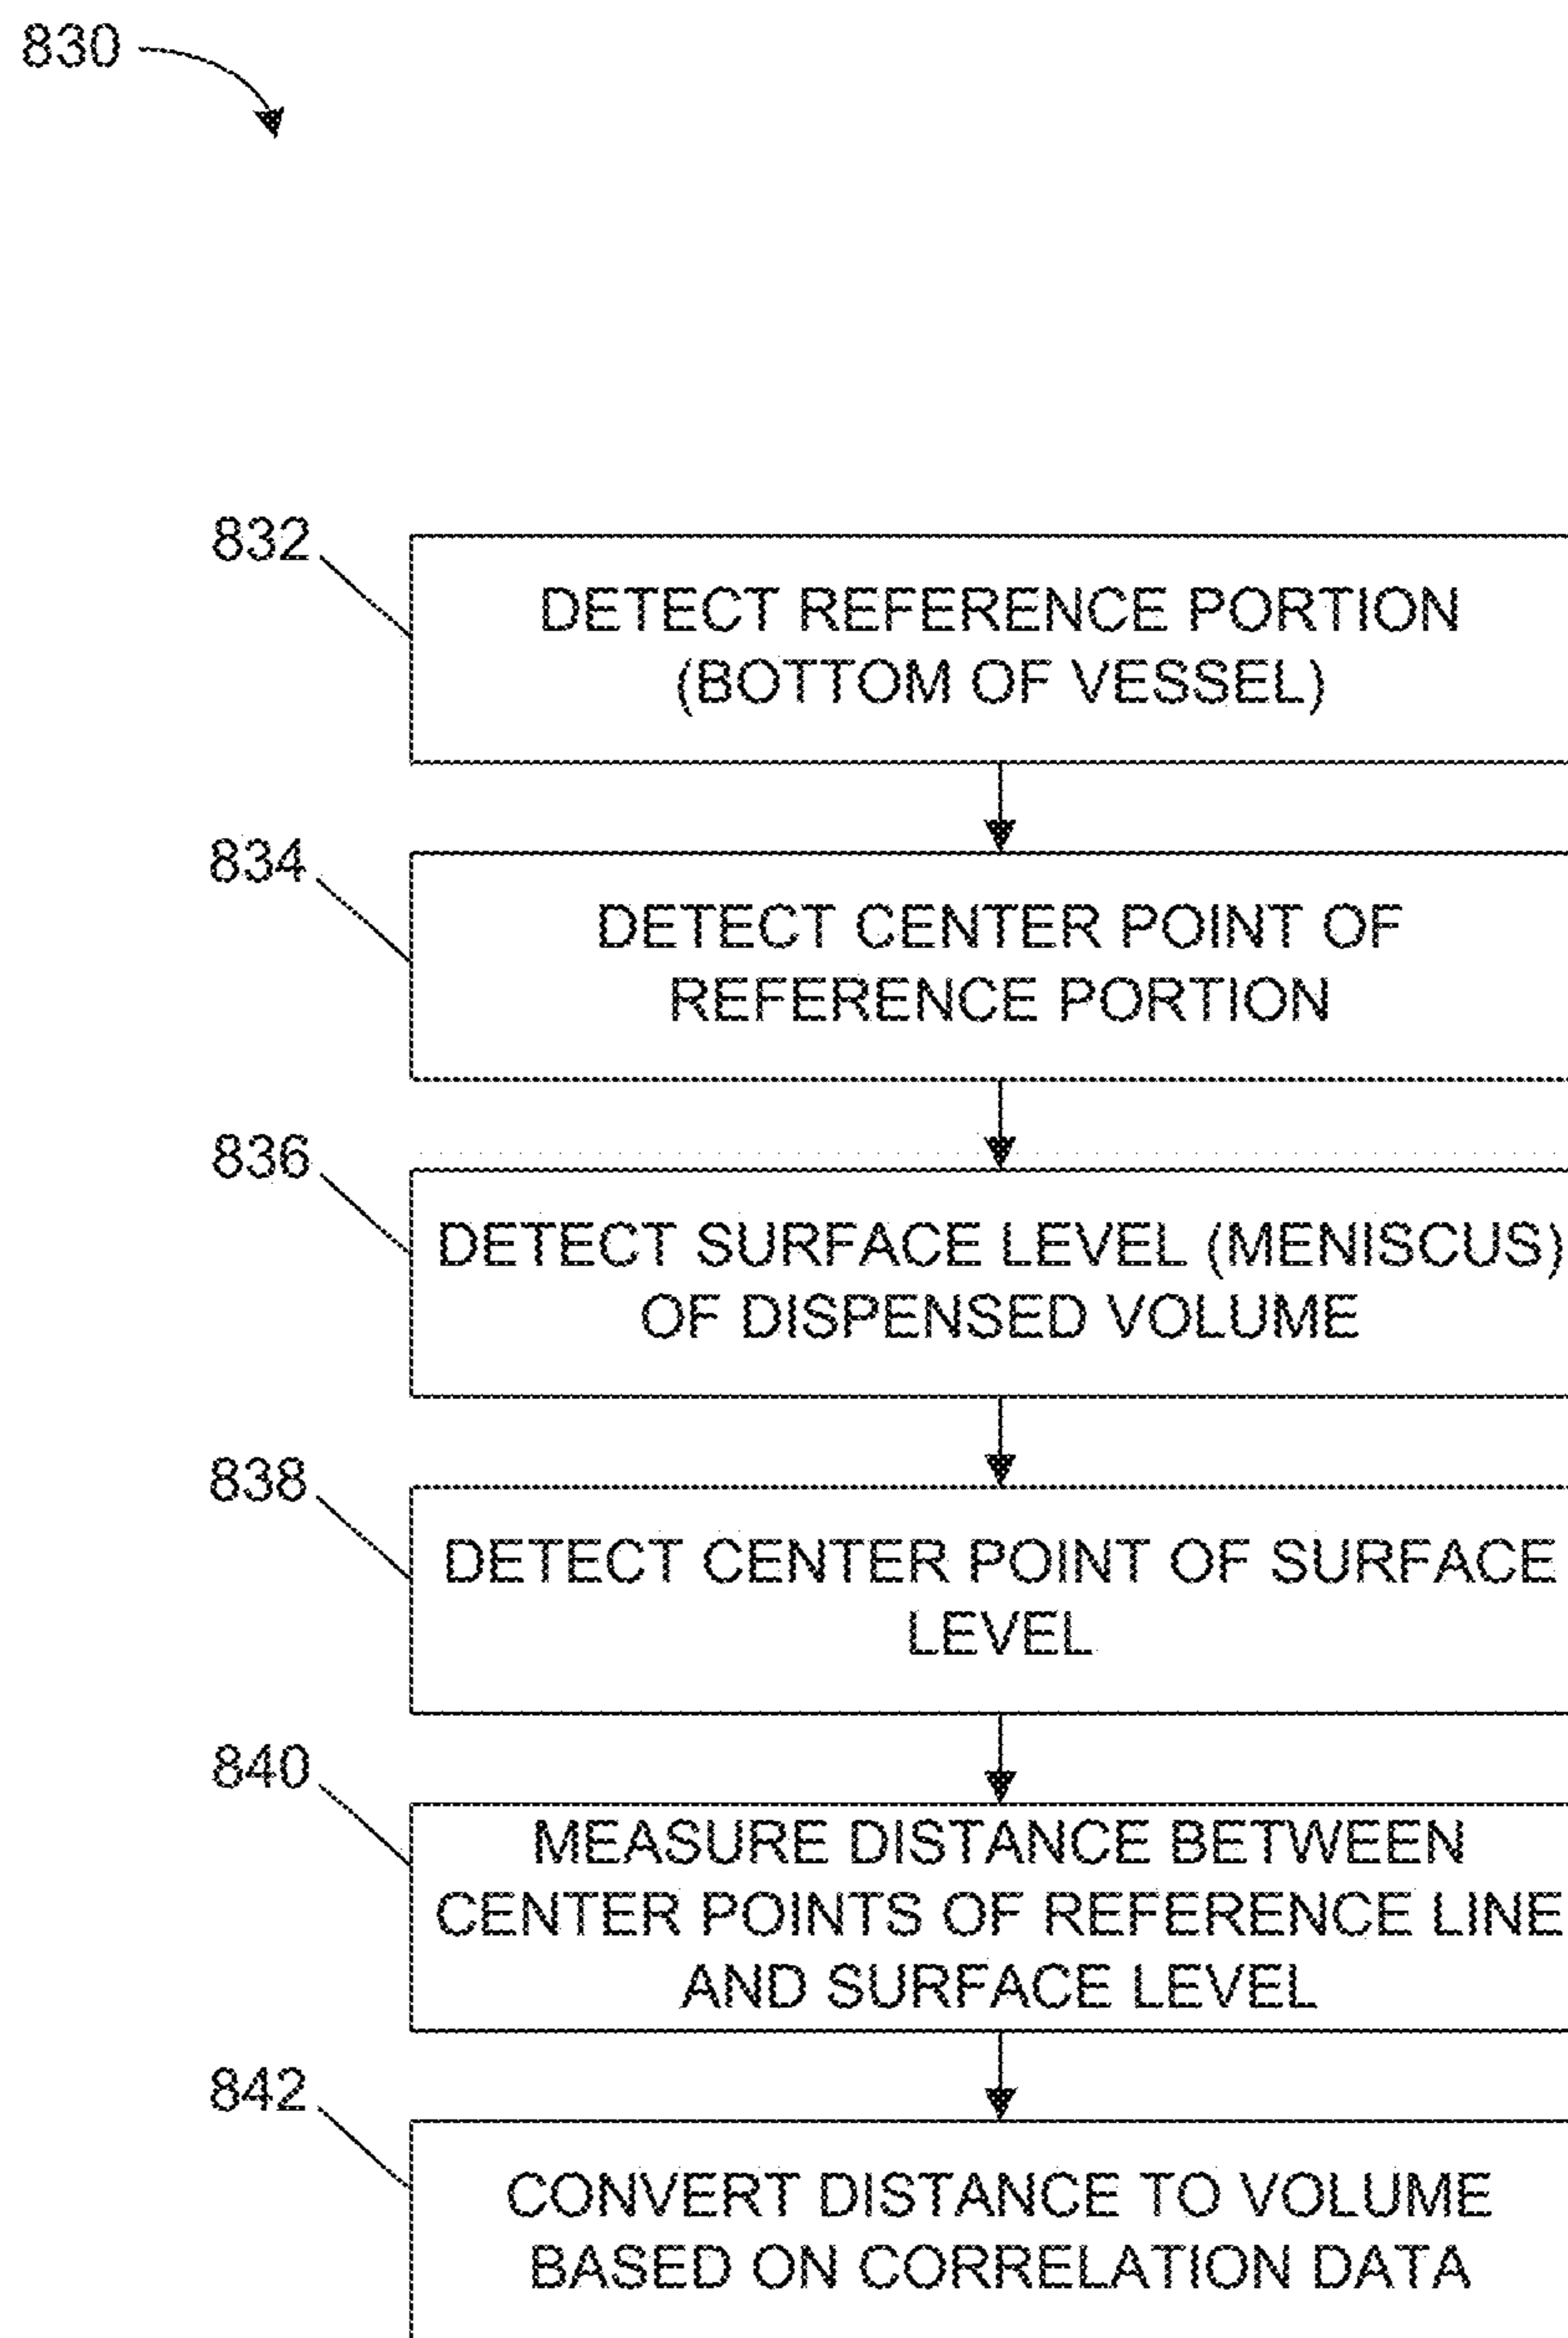 830
832
DETECT REFERENCE PORTION
(BOTTOM OF VESSEL)
834
DETECT CENTER POINT OF
REFERENCE PORTION
836
DETECT SURFACE LEVEL (MENISCUS)
OF DISPENSED VOLUME
838
DETECT CENTER POINT OF SURFACE
LEVEL
840
MEASURE DISTANCE BETWEEN
CENTER POINTS OF REFERENCE LINE
AND SURFACE LEVEL
842
CONVERT DISTANCE TO VOLUME
BASED ON CORRELATION DATA